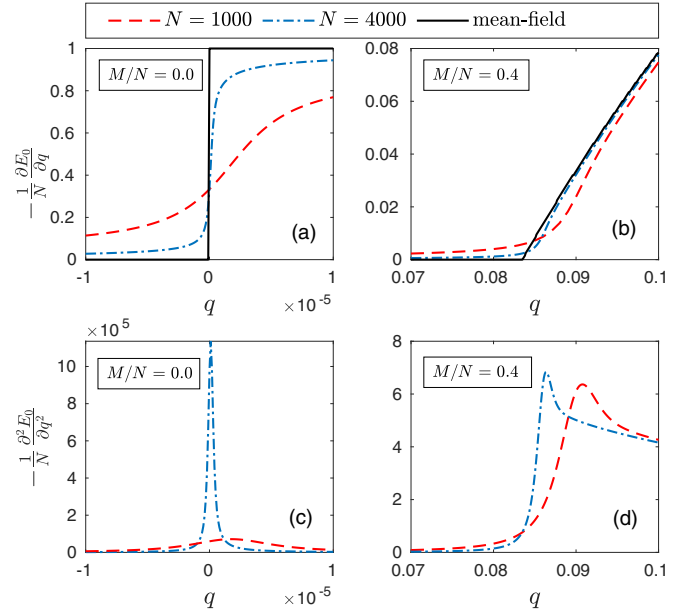 N = 1000 N = 4000 mean-field
M/N = 0.0
1
0.8
0.6
0.4
0.2
0
-1 0 1
q × 10⁻⁵
(a)
−(1/N) ∂E₀/∂q
M/N = 0.4
0.08
0.06
0.04
0.02
0
0.07 0.08 0.09 0.1
q
(b)
× 10⁵
M/N = 0.0
10
8
6
4
2
0
-1 0 1
q × 10⁻⁵
(c)
−(1/N) ∂²E₀/∂q²
M/N = 0.4
8
6
4
2
0
0.07 0.08 0.09 0.1
q
(d)